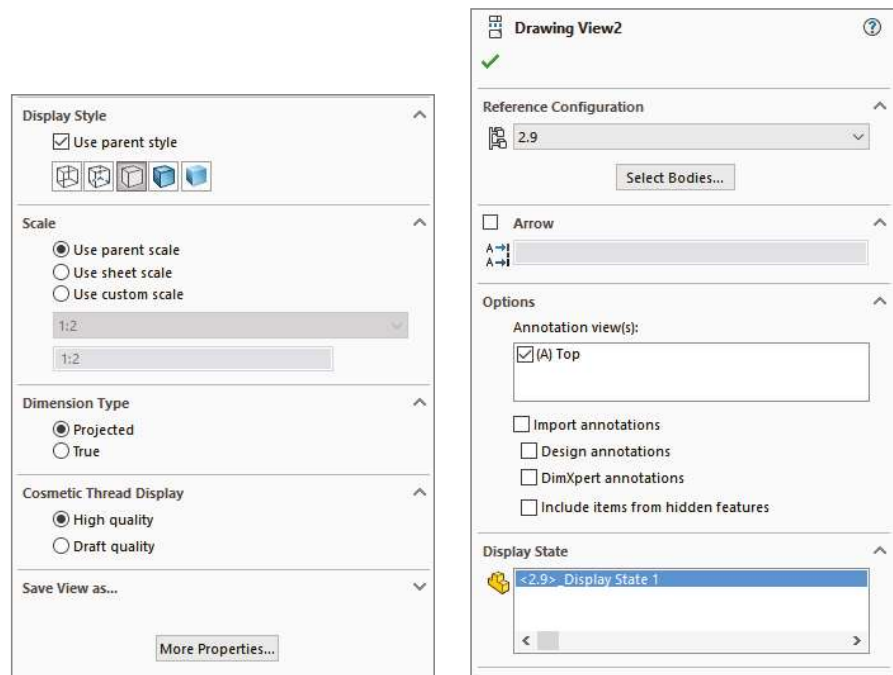 Display Style
Use parent style
Scale
Use parent scale
Use sheet scale
Use custom scale
1:2
1:2
Dimension Type
Projected
True
Cosmetic Thread Display
High quality
Draft quality
Save View as...
More Properties...
Drawing View2
Reference Configuration
2.9
Select Bodies...
Arrow
A
A
Options
Annotation view(s):
(A) Top
Import annotations
Design annotations
DimXpert annotations
Include items from hidden features
Display State
<2.9>_Display State 1